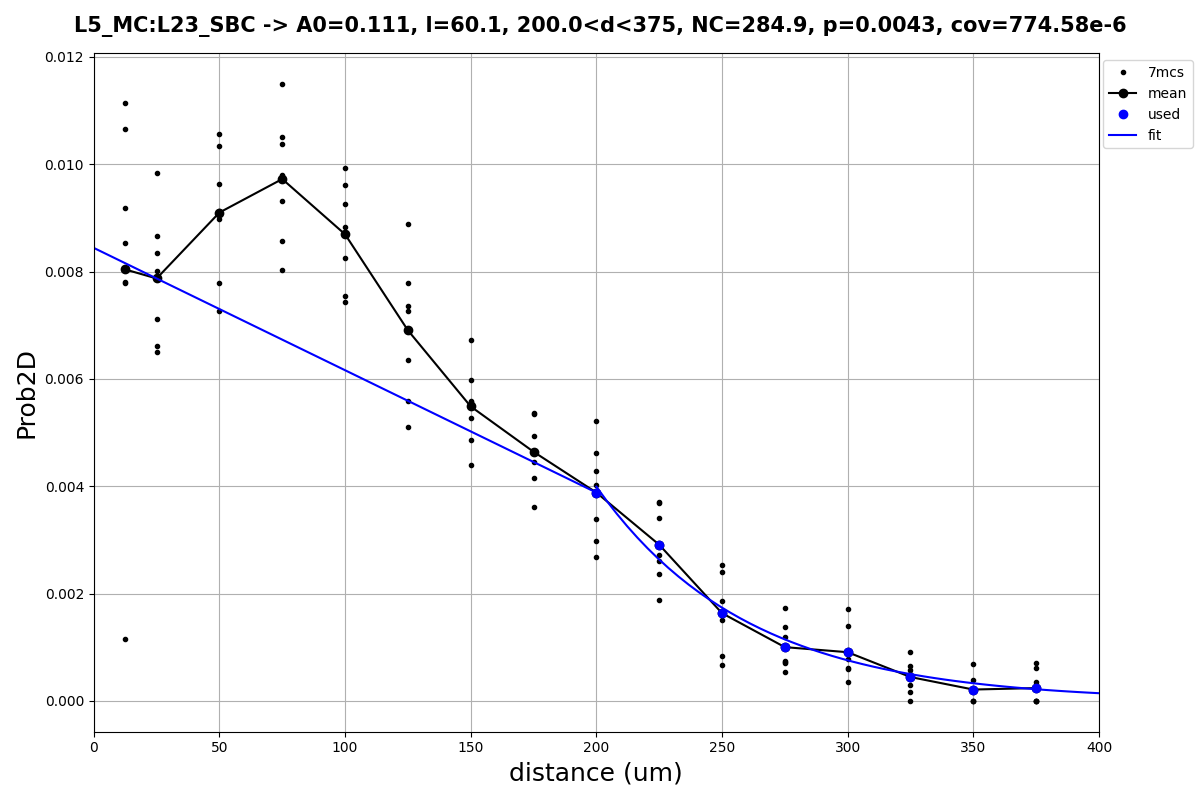 L5_MC:L23_SBC -> A0=0.111, l=60.1, 200.0<d<375, NC=284.9, p=0.0043, cov=774.58e-6
7mcs
mean
used
fit
Prob2D
0.012
0.010
0.008
0.006
0.004
0.002
0.000
0 50 100 150 200 250 300 350 400
distance (um)